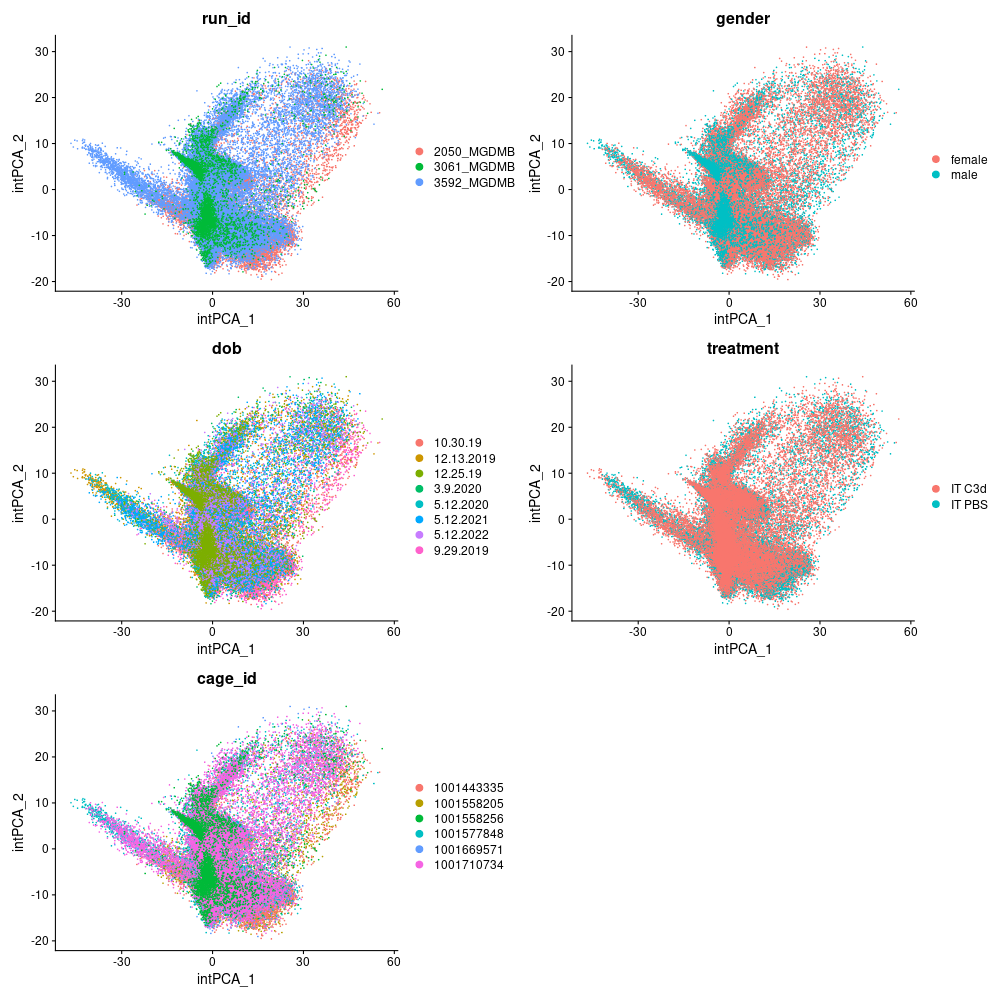 run_id
30
20
10
0
-10
-20
intPCA_2
-30
0
30
60
intPCA_1
2050_MGDMB
3061_MGDMB
3592_MGDMB
gender
30
20
10
0
-10
-20
intPCA_2
-30
0
30
60
intPCA_1
female
male
dob
30
20
10
0
-10
-20
intPCA_2
-30
0
30
60
intPCA_1
10.30.19
12.13.2019
12.25.19
3.9.2020
5.12.2020
5.12.2021
5.12.2022
9.29.2019
treatment
30
20
10
0
-10
-20
intPCA_2
-30
0
30
60
intPCA_1
IT C3d
IT PBS
cage_id
30
20
10
0
-10
-20
intPCA_2
-30
0
30
60
intPCA_1
1001443335
1001558205
1001558256
1001577848
1001669571
1001710734